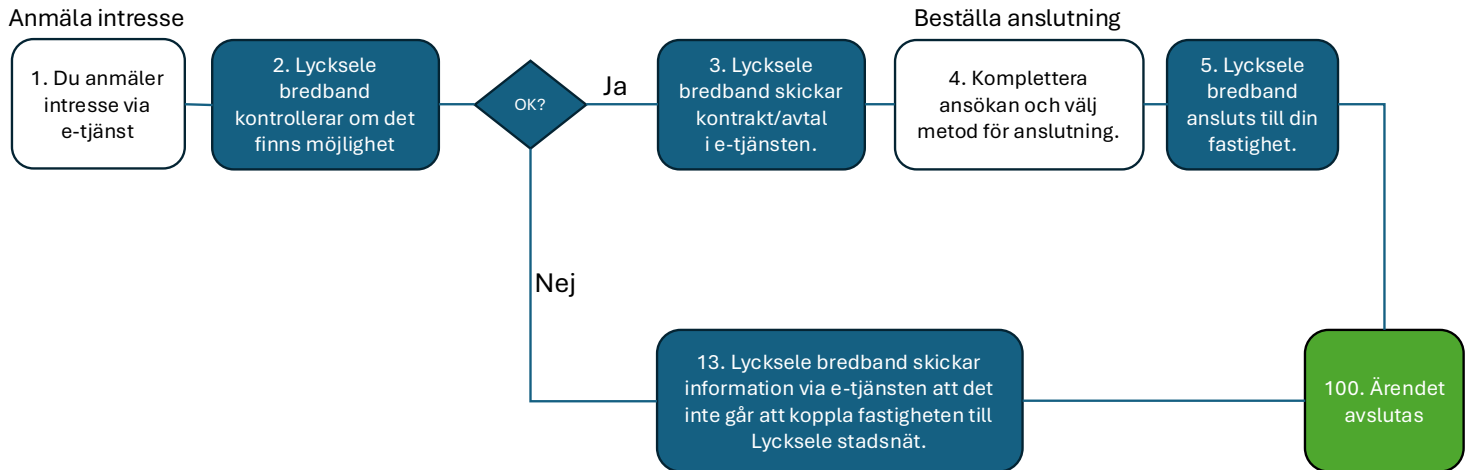 Anmäla intresse
Beställa anslutning
1. Du anmäler
intresse via
e-tjänst
2. Lycksele
bredband
kontrollerar om det
finns möjlighet
OK?
Ja
3. Lycksele
bredband skickar
kontrakt/avtal
i e-tjänsten.
4. Komplettera
ansökan och välj
metod för anslutning.
5. Lycksele
bredband
ansluts till din
fastighet.
Nej
13. Lycksele bredband skickar
information via e-tjänsten att det
inte går att koppla fastigheten till
Lycksele stadsnät.
100. Ärendet
avslutas